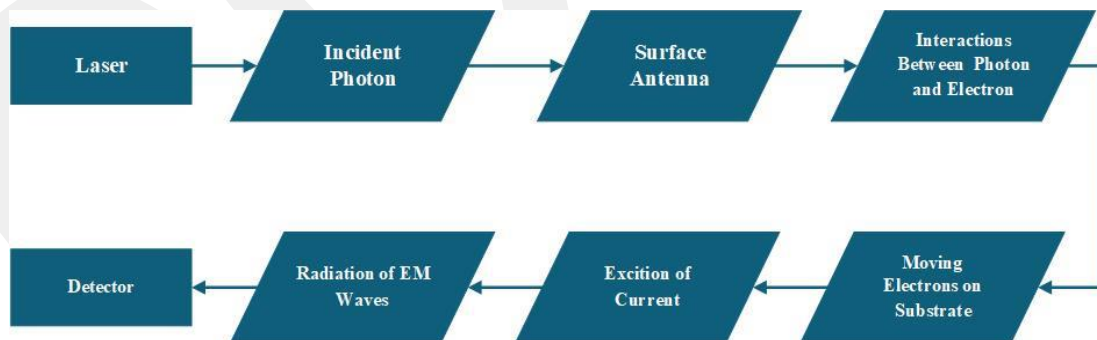 Laser
Incident
Photon
Surface
Antenna
Interactions
Between Photon
and Electron
Moving
Electrons on
Substrate
Excition of
Current
Radiation of EM
Waves
Detector